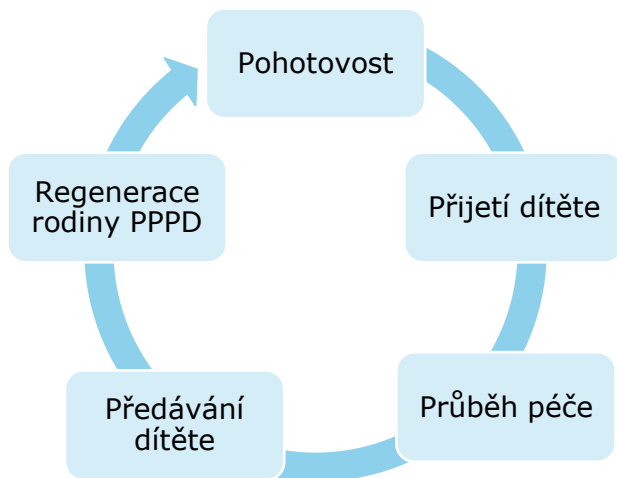 Pohotovost
Přijetí dítěte
Průběh péče
Předávání
dítěte
Regenerace
rodiny PPPD